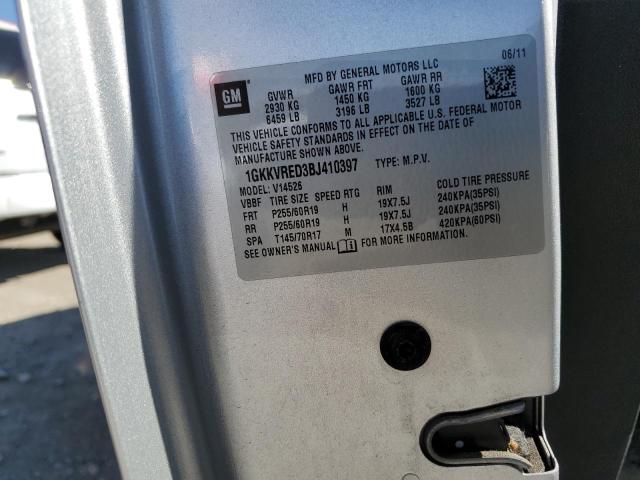 MFD BY GENERAL MOTORS LLC 06/11
GM
GVWR GAWR FRT GAWR RR
2930 KG 1450 KG 1600 KG
6459 LB 3196 LB 3527 LB
THIS VEHICLE CONFORMS TO ALL APPLICABLE U.S. FEDERAL MOTOR
VEHICLE SAFETY STANDARDS IN EFFECT ON THE DATE OF
MANUFACTURE SHOWN ABOVE.
1GKKVRED3BJ410397 TYPE: M.P.V.
MODEL: V14526
VBBF TIRE SIZE SPEED RTG RIM COLD TIRE PRESSURE
FRT P255/60R19 H 19X7.5J 240KPA(35PSI)
RR P255/60R19 H 19X7.5J 240KPA(35PSI)
SPA T145/70R17 M 17X4.5B 420KPA(60PSI)
SEE OWNER'S MANUAL FOR MORE INFORMATION.